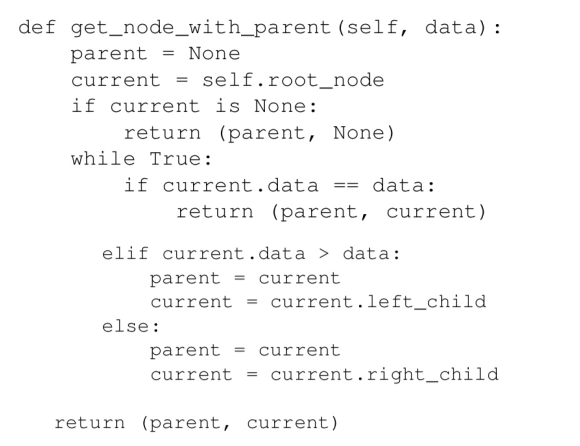 def get_node_with_parent(self, data):
    parent = None
    current = self.root_node
    if current is None:
        return (parent, None)
    while True:
        if current.data == data:
            return (parent, current)
      elif current.data > data:
          parent = current
          current = current.left_child
      else:
          parent = current
          current = current.right_child
   return (parent, current)